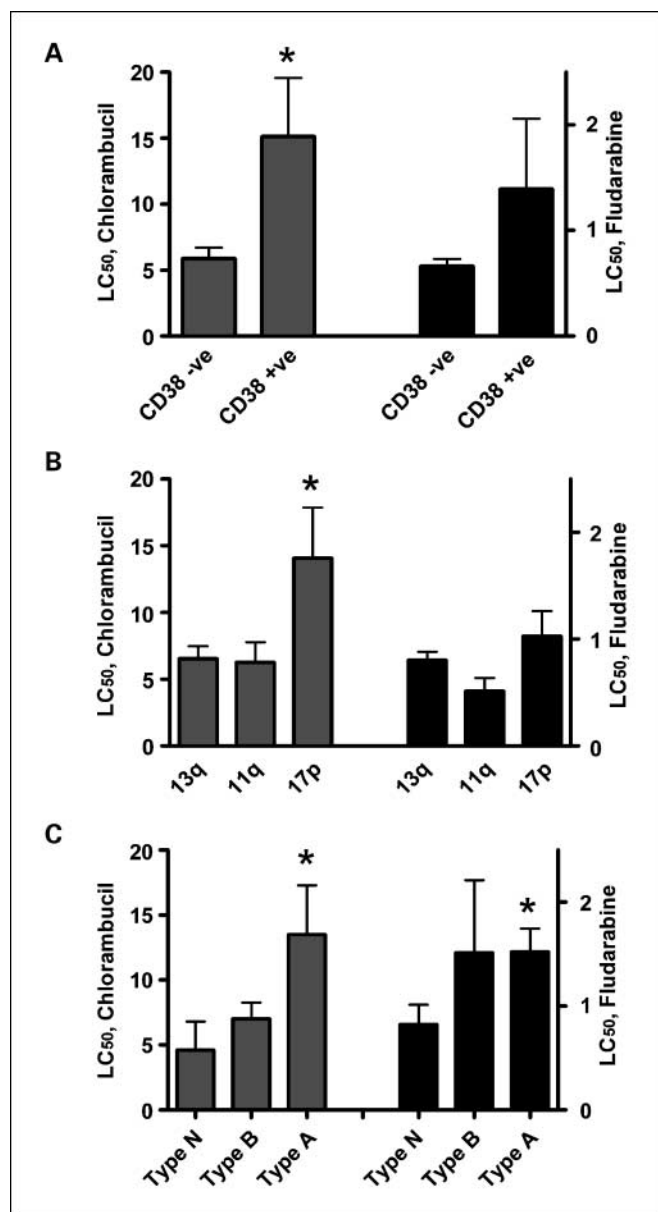 A
*
20
15
10
5
0
LC50, Chlorambucil
2
1
0
LC50, Fludarabine
CD38 -ve
CD38 +ve
CD38 -ve
CD38 +ve
B
*
20
15
10
5
0
LC50, Chlorambucil
2
1
0
LC50, Fludarabine
13q
11q
17p
13q
11q
17p
C
*
*
20
15
10
5
0
LC50, Chlorambucil
2
1
0
LC50, Fludarabine
Type N
Type B
Type A
Type N
Type B
Type A